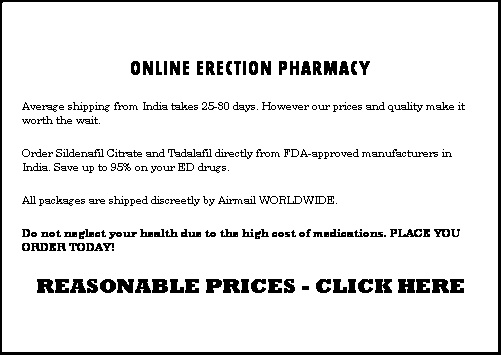 ONLINE ERECTION PHARMACY
Average shipping from India takes 25-30 days. However our prices and quality make it
worth the wait.
Order Sildenafil Citrate and Tadalafil directly from FDA-approved manufacturers in
India. Save up to 95% on your ED drugs.
All packages are shipped discreetly by Airmail WORLDWIDE.
Do not neglect your health due to the high cost of medications. PLACE YOU
ORDER TODAY!
REASONABLE PRICES - CLICK HERE